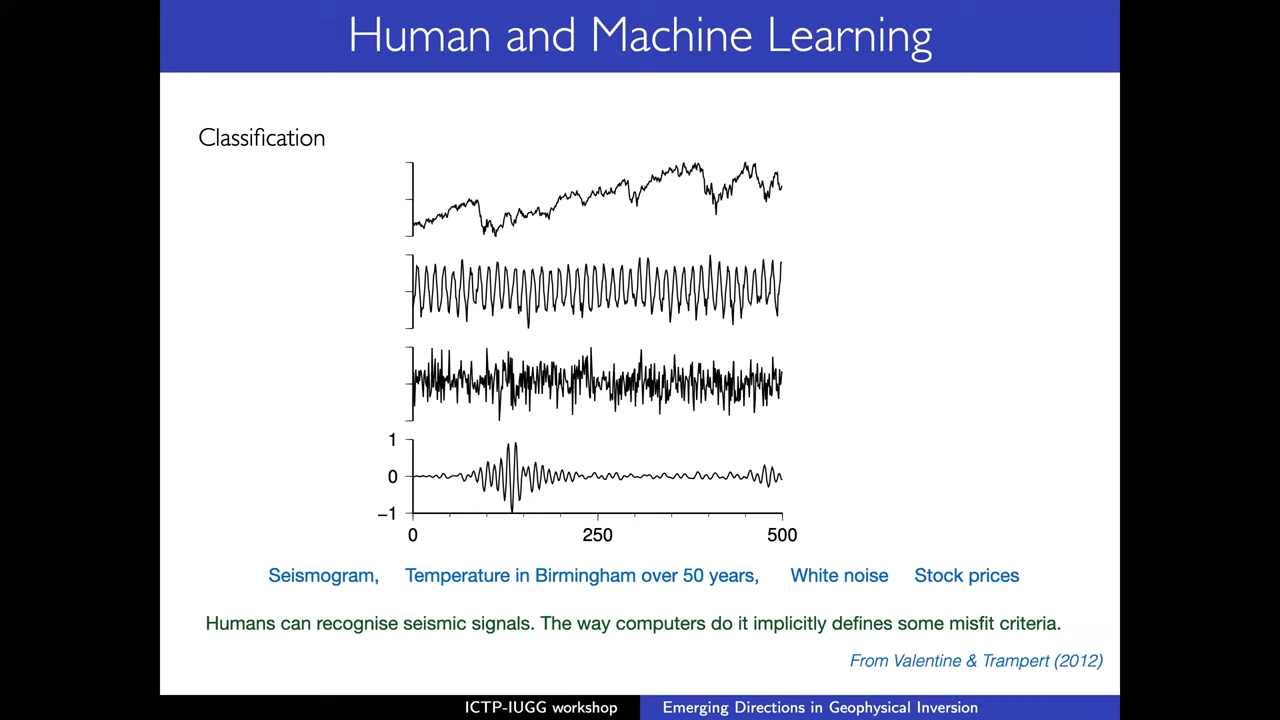 Human and Machine Learning
Classification
1
0
−1
0 250 500
Seismogram, Temperature in Birmingham over 50 years, White noise Stock prices
Humans can recognise seismic signals. The way computers do it implicitly defines some misfit criteria.
From Valentine & Trampert (2012)
ICTP-IUGG workshop Emerging Directions in Geophysical Inversion